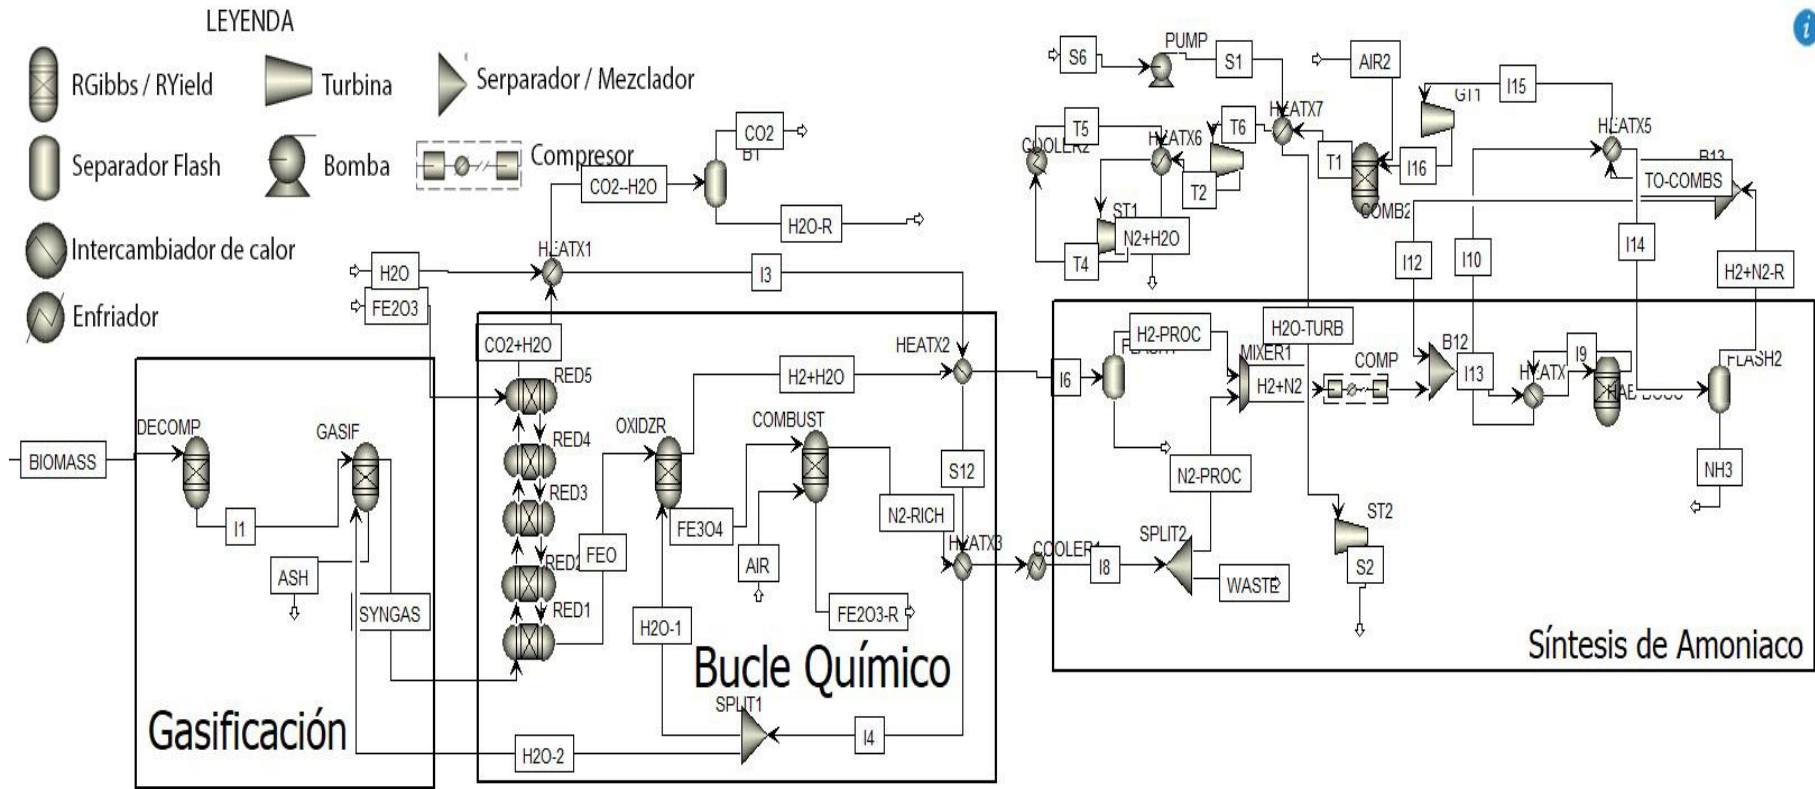 LEYENDA
RGibbs / RYield
Turbina
Serparador / Mezclador
Separador Flash
Bomba
Compresor
Intercambiador de calor
Enfriador
CO2
B1
CO2--H2O
H2O-R
HEATX1
H2O
FE2O3
I3
CO2+H2O
S6
PUMP
S1
AIR2
GT1
I15
T5
HEATX6
T6
HEATX7
HEATX5
COOLER2
T1
I16
B13
TO-COMBS
T2
COMB2
ST1
N2+H2O
T4
I12
I10
I14
H2+N2-R
DECOMP
GASIF
BIOMASS
I1
ASH
SYNGAS
Gasificación
H2O-2
RED5
RED4
RED3
RED2
RED1
HEATX2
H2+H2O
OXIDZR
COMBUST
S12
FE3O4
N2-RICH
FEO
AIR
HEATX3
COOLER1
H2O-1
FE2O3-R
Bucle Químico
SPLIT1
I4
H2-PROC
H2O-TURB
I6
MIXER1
COMP
B12
H2+N2
I13
I9
FLASH2
N2-PROC
NH3
SPLIT2
ST2
I8
WASTE
S2
Síntesis de Amoniaco